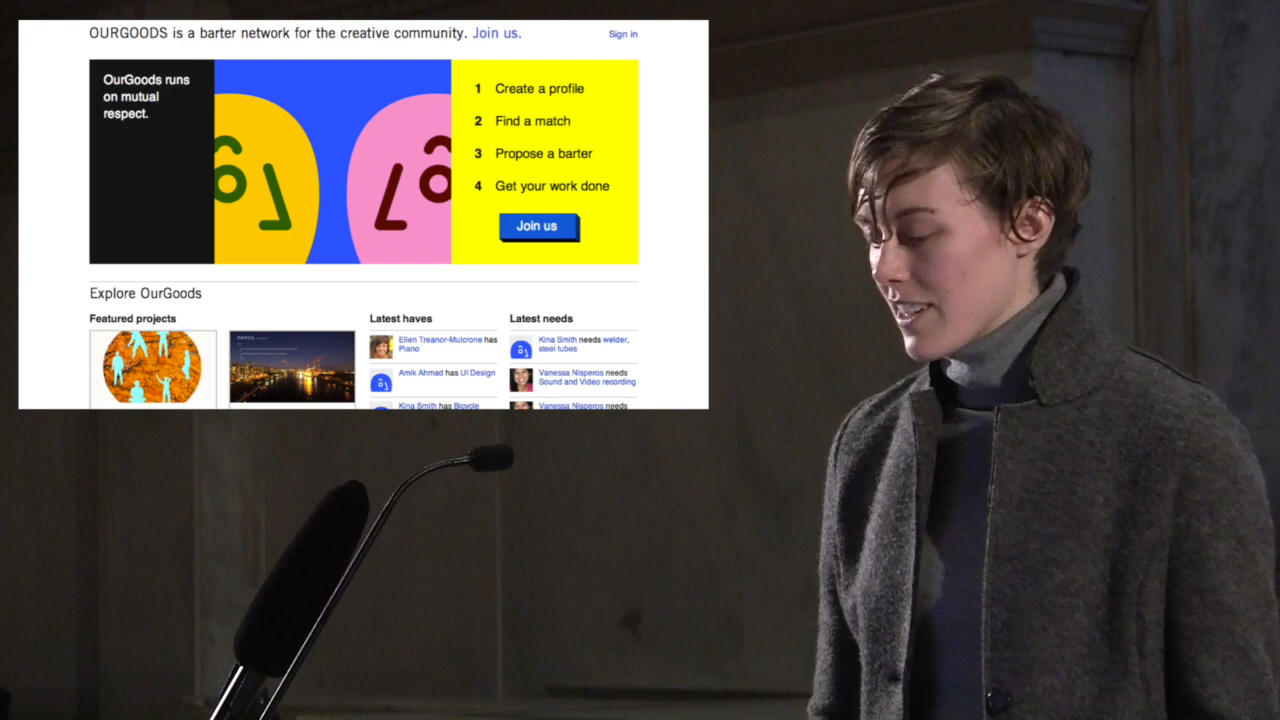 OURGOODS is a barter network for the creative community. Join us.
Sign in
OurGoods runs
on mutual
respect.
1 Create a profile
2 Find a match
3 Propose a barter
4 Get your work done
Join us
Explore OurGoods
Featured projects
Latest haves
Latest needs
memory
Ellen Treanor-Mulcrone has
Piano
Amik Ahmad has UI Design
Kina Smith has Bicycle
Kina Smith needs welder,
steel tubes
Vanessa Nisperos needs
Sound and Video recording
Vanessa Nisperos needs